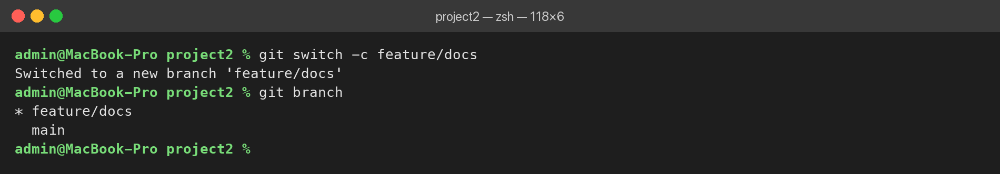 project2 — zsh — 118×6
admin@MacBook-Pro project2 % git switch -c feature/docs
Switched to a new branch 'feature/docs'
admin@MacBook-Pro project2 % git branch
* feature/docs
  main
admin@MacBook-Pro project2 %